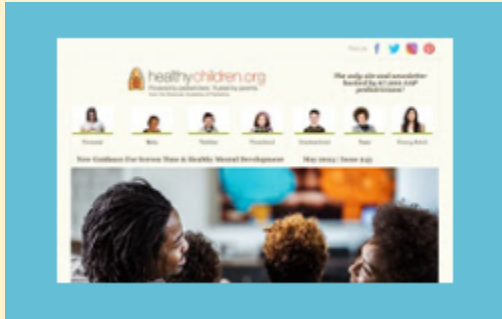 healthychildren.org
Powered by pediatricians. Trusted by parents.
from the American Academy of Pediatrics
The only site and newsletter
backed by 67,000 AAP
pediatricians!
Prenatal
Baby
Toddler
Preschool
Gradeschool
Teen
Young Adult
New Guidance For Screen Time & Healthy Mental Development May 2024 | Issue 245